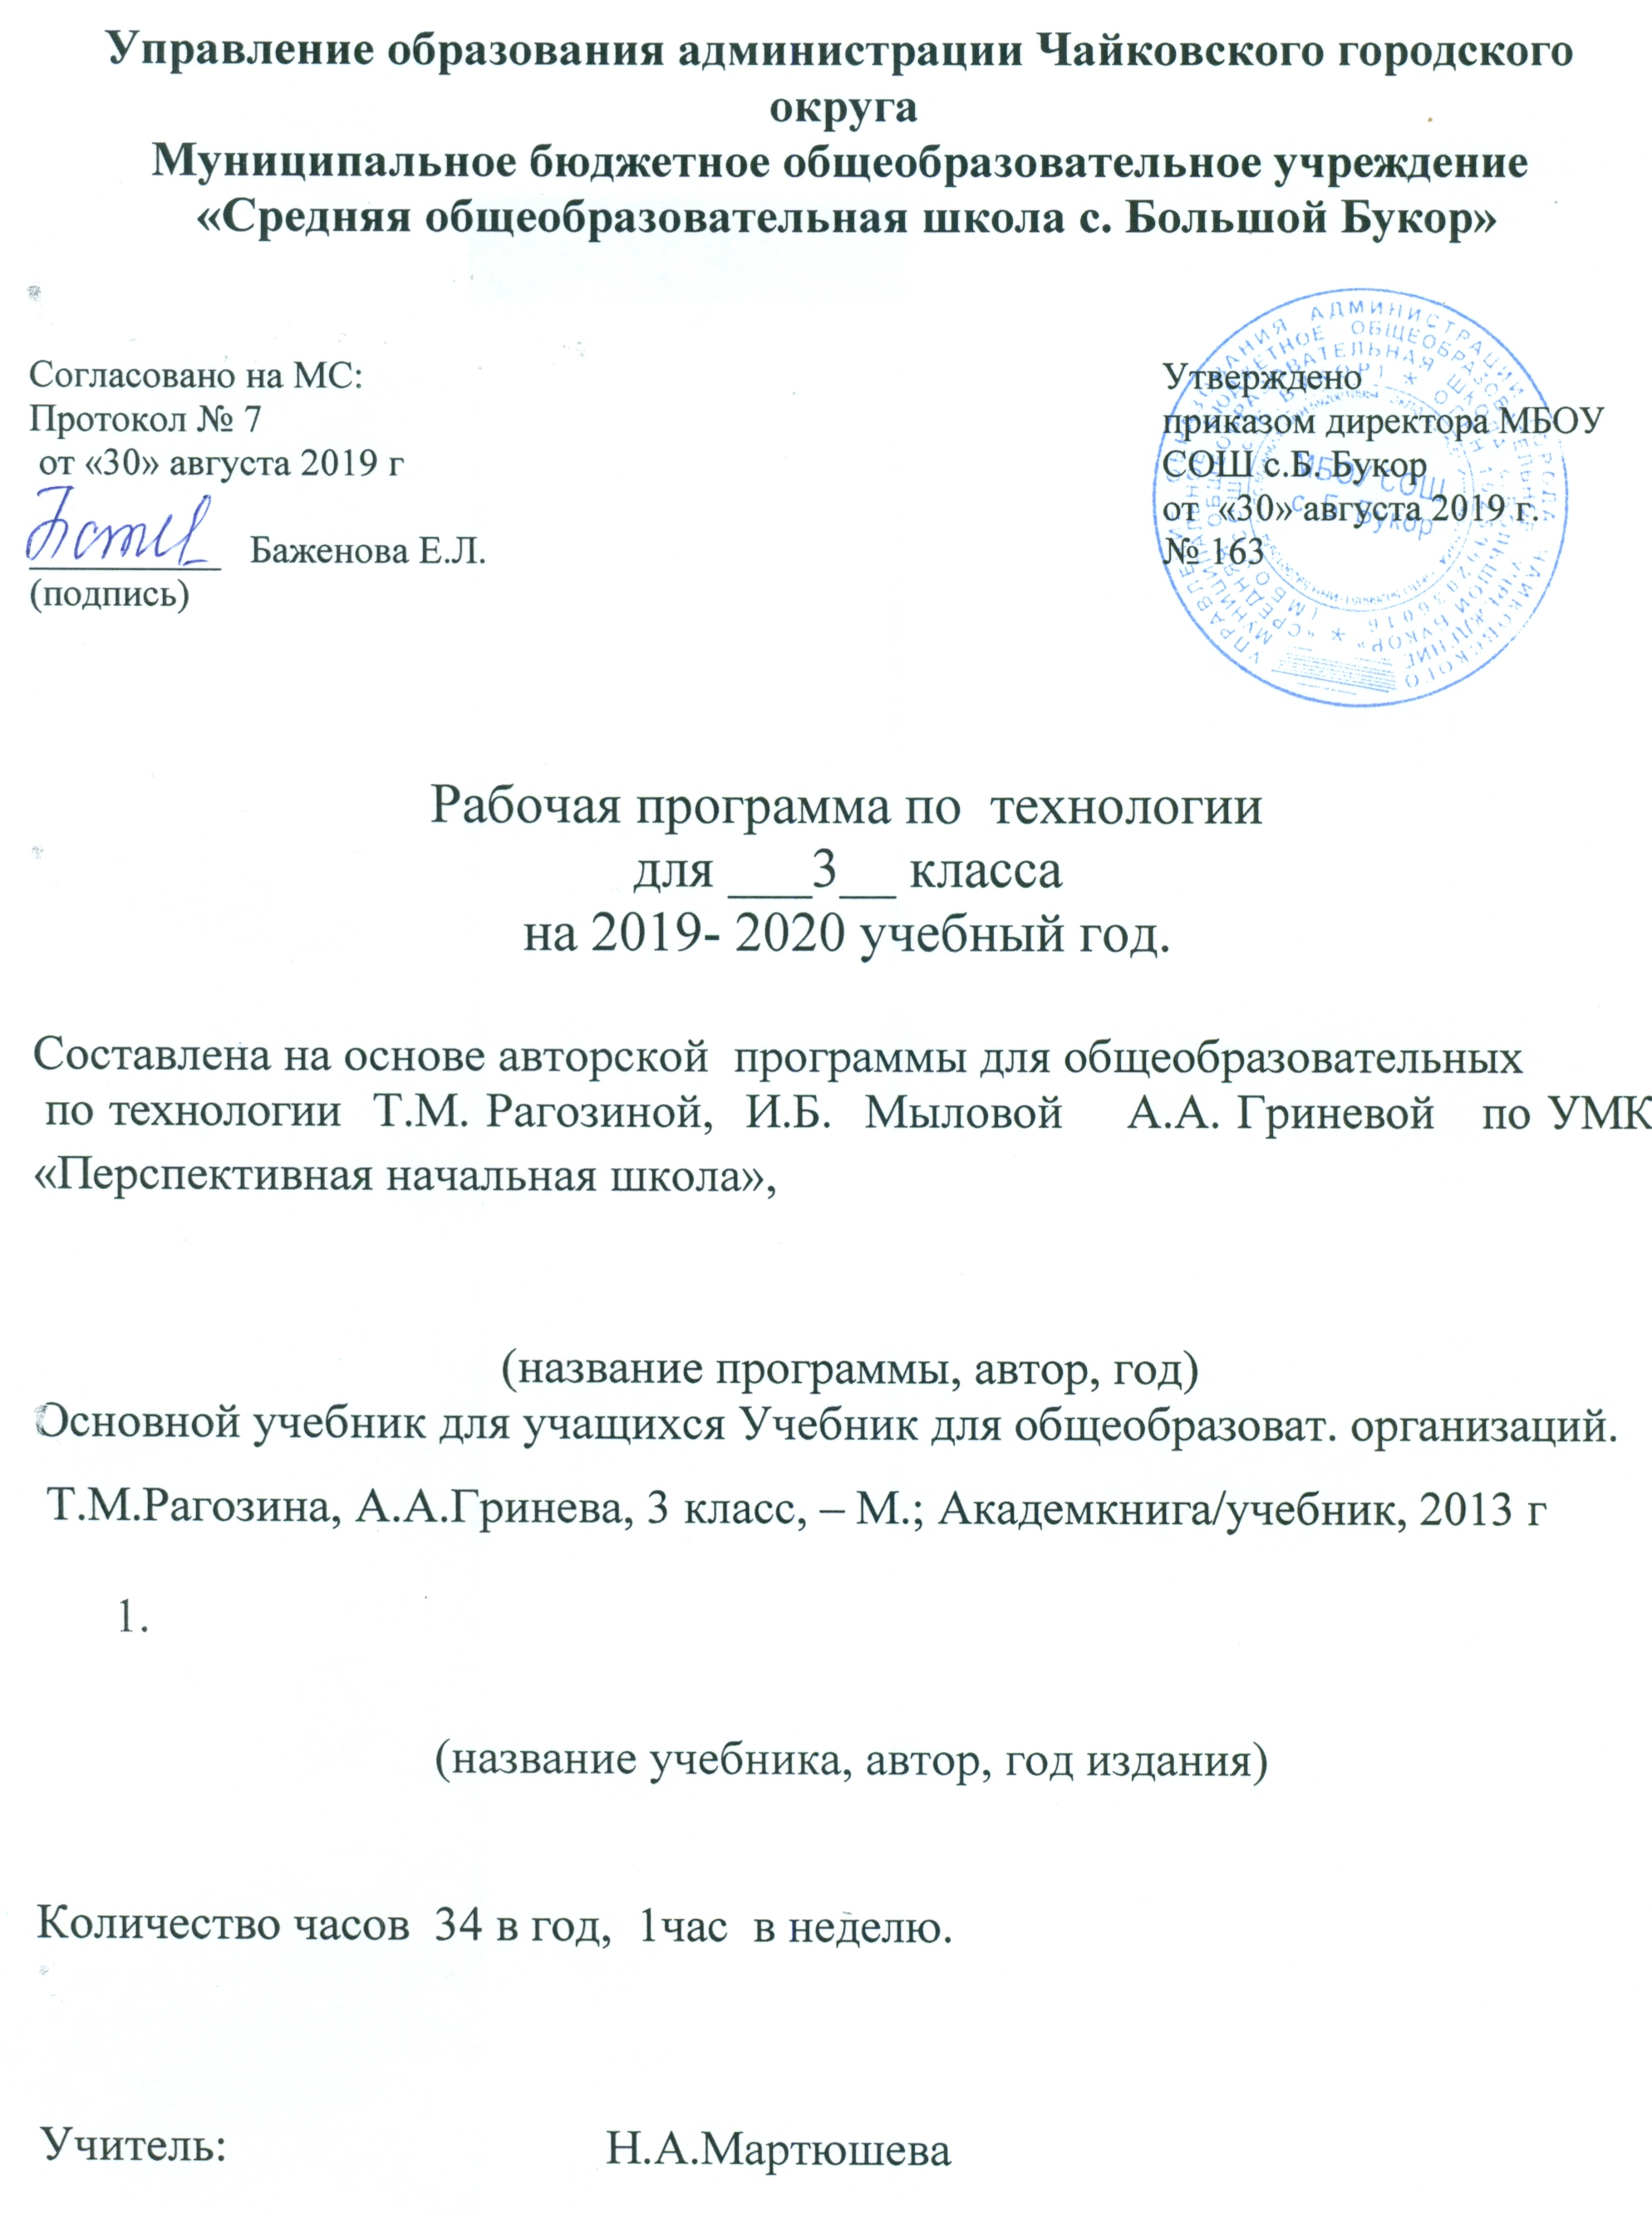 Управление образования администрации Чайковского городского
округа
Муниципальное бюджетное общеобразовательное учреждение
«Средняя общеобразовательная школа с. Большой Букор»
Согласовано на МС:
Протокол № 7
от «30» августа 2019 г
Баженова Е.Л.
(подпись)
Утверждено
приказом директора МБОУ
СОШ с.Б. Букор
от «30» августа 2019 г.
№ 163
МБОУ СОШ
с. Б. Букор
Рабочая программа по технологии
для ___3__ класса
на 2019- 2020 учебный год.
Составлена на основе авторской программы для общеобразовательных
по технологии Т.М. Рагозиной, И.Б. Мыловой А.А. Гриневой по УМК
«Перспективная начальная школа»,
(название программы, автор, год)
Основной учебник для учащихся Учебник для общеобразоват. организаций.
Т.М.Рагозина, А.А.Гринева, 3 класс, – М.; Академкнига/учебник, 2013 г
1.
(название учебника, автор, год издания)
Количество часов 34 в год, 1час в неделю.
Учитель: Н.А.Мартюшева